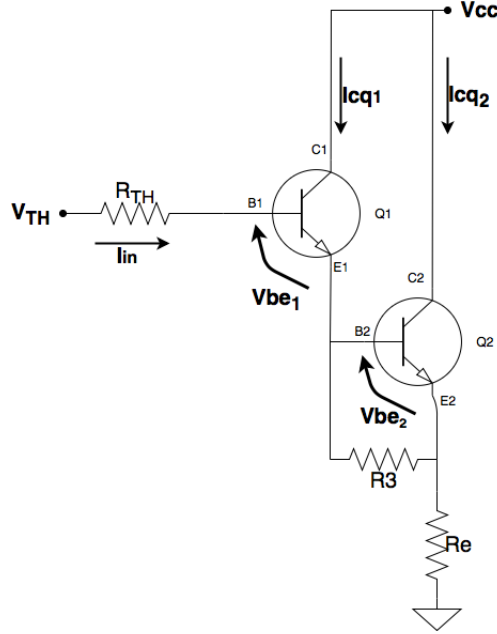 Vcc
Icq1
Icq2
C1
RTH
B1
Q1
VTH
Iin
E1
Vbe1
C2
B2
Q2
Vbe2
E2
R3
Re